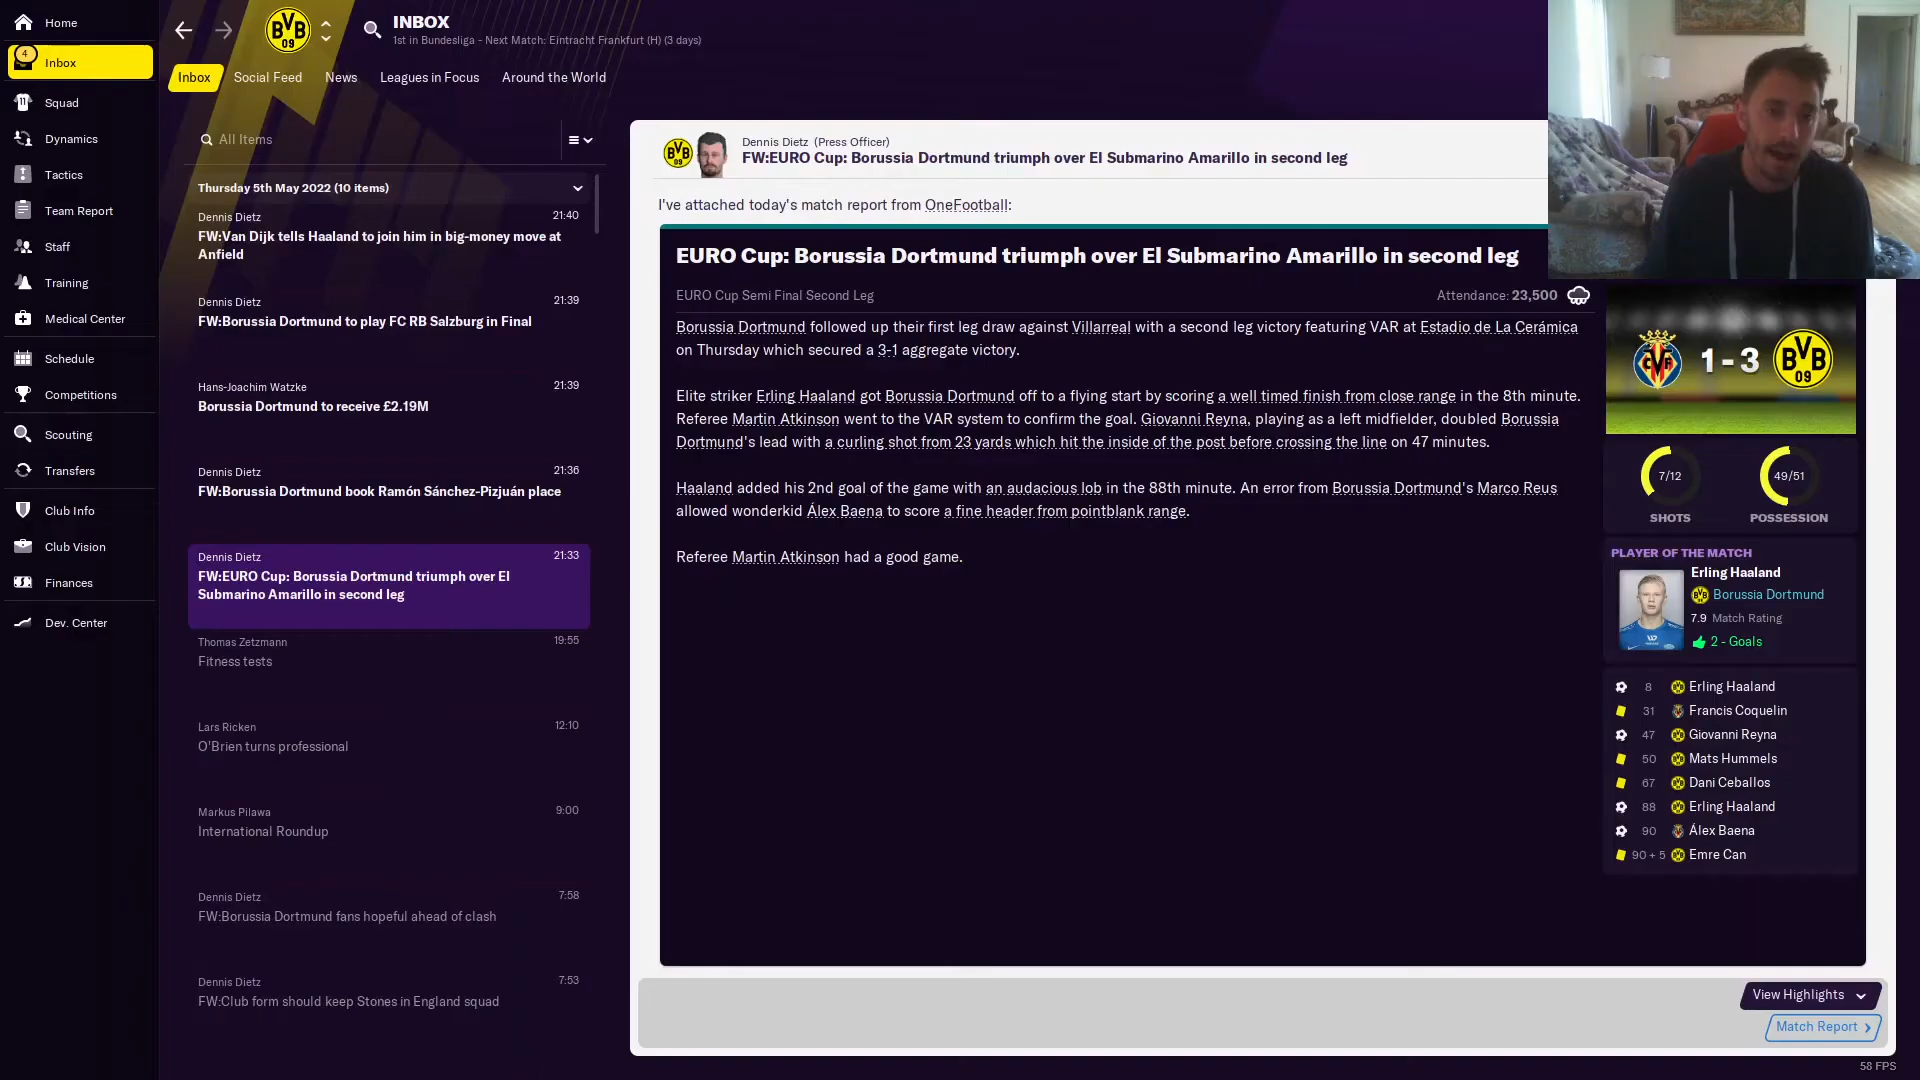 Home
4
Inbox
Squad
Dynamics
Tactics
Team Report
Staff
Training
Medical Center
Schedule
Competitions
Scouting
Transfers
Club Info
Club Vision
Finances
Dev. Center
BVB
09
INBOX
1st in Bundesliga - Next Match: Eintracht Frankfurt (H) (3 days)
Inbox
Social Feed
News
Leagues in Focus
Around the World
All Items
Thursday 5th May 2022 (10 items)
Dennis Dietz
21:40
FW:Van Dijk tells Haaland to join him in big-money move at
Anfield
Dennis Dietz
21:39
FW:Borussia Dortmund to play FC RB Salzburg in Final
Hans-Joachim Watzke
21:39
Borussia Dortmund to receive £2.19M
Dennis Dietz
21:36
FW:Borussia Dortmund book Ramón Sánchez-Pizjuán place
Dennis Dietz
21:33
FW:EURO Cup: Borussia Dortmund triumph over El
Submarino Amarillo in second leg
Thomas Zetzmann
19:55
Fitness tests
Lars Ricken
12:10
O'Brien turns professional
Markus Pilawa
9:00
International Roundup
Dennis Dietz
7:58
FW:Borussia Dortmund fans hopeful ahead of clash
Dennis Dietz
7:53
FW:Club form should keep Stones in England squad
BVB
09
Dennis Dietz (Press Officer)
FW:EURO Cup: Borussia Dortmund triumph over El Submarino Amarillo in second leg
I've attached today's match report from OneFootball:
EURO Cup: Borussia Dortmund triumph over El Submarino Amarillo in second leg
EURO Cup Semi Final Second Leg
Attendance: 23,500
Borussia Dortmund followed up their first leg draw against Villarreal with a second leg victory featuring VAR at Estadio de La Cerámica
on Thursday which secured a 3-1 aggregate victory.
Elite striker Erling Haaland got Borussia Dortmund off to a flying start by scoring a well timed finish from close range in the 8th minute.
Referee Martin Atkinson went to the VAR system to confirm the goal. Giovanni Reyna, playing as a left midfielder, doubled Borussia
Dortmund's lead with a curling shot from 23 yards which hit the inside of the post before crossing the line on 47 minutes.
Haaland added his 2nd goal of the game with an audacious lob in the 88th minute. An error from Borussia Dortmund's Marco Reus
allowed wonderkid Álex Baena to score a fine header from pointblank range.
Referee Martin Atkinson had a good game.
1 - 3
BVB
09
7/12
SHOTS
49/51
POSSESSION
PLAYER OF THE MATCH
Erling Haaland
Borussia Dortmund
7.9 Match Rating
2 - Goals
8 Erling Haaland
31 Francis Coquelin
47 Giovanni Reyna
50 Mats Hummels
67 Dani Ceballos
88 Erling Haaland
90 Álex Baena
90 + 5 Emre Can
View Highlights
Match Report
58 FPS